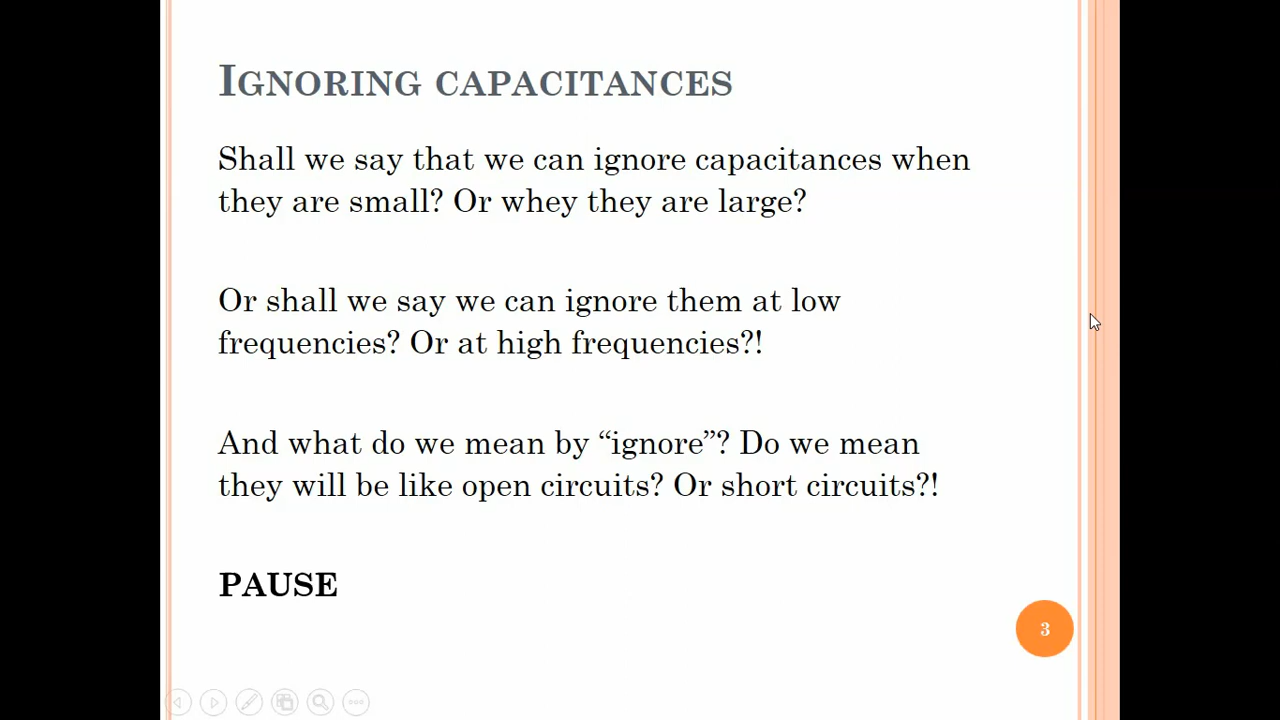 IGNORING CAPACITANCES
Shall we say that we can ignore capacitances when
they are small? Or whey they are large?
Or shall we say we can ignore them at low
frequencies? Or at high frequencies?!
And what do we mean by “ignore”? Do we mean
they will be like open circuits? Or short circuits?!
PAUSE
3